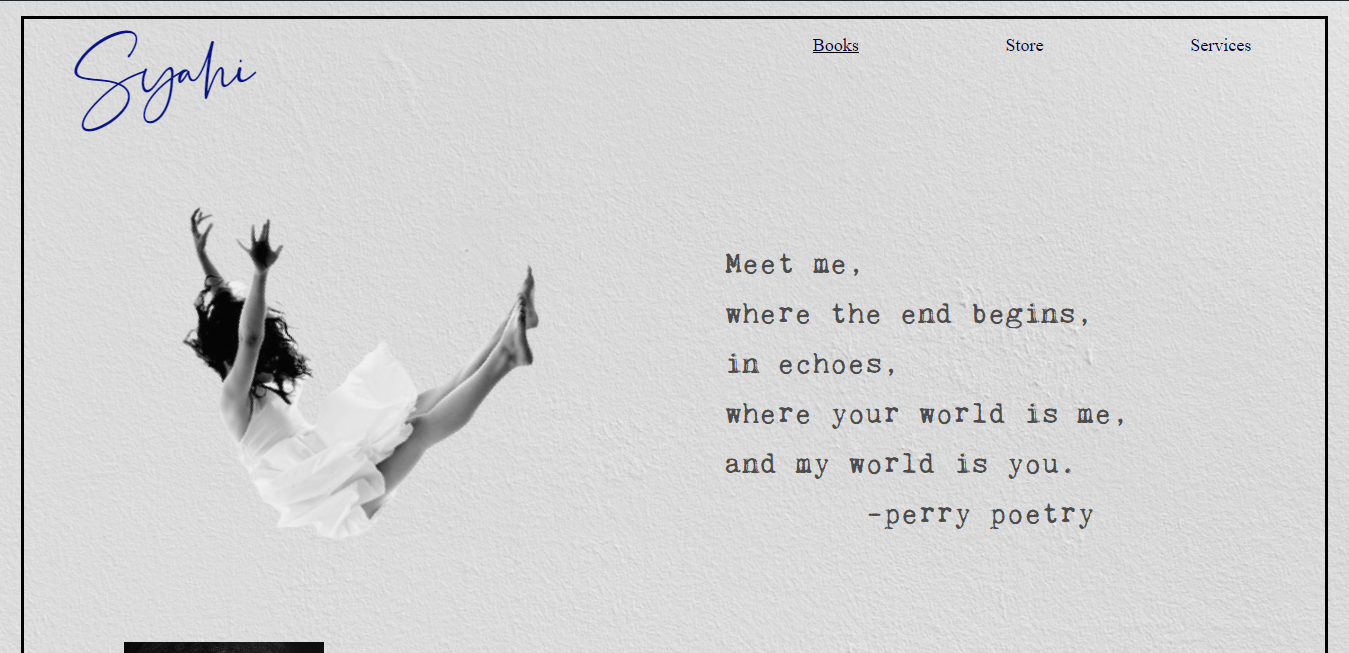 Syahi
Books Store Services
Meet me,
where the end begins,
in echoes,
where your world is me,
and my world is you.
-perry poetry